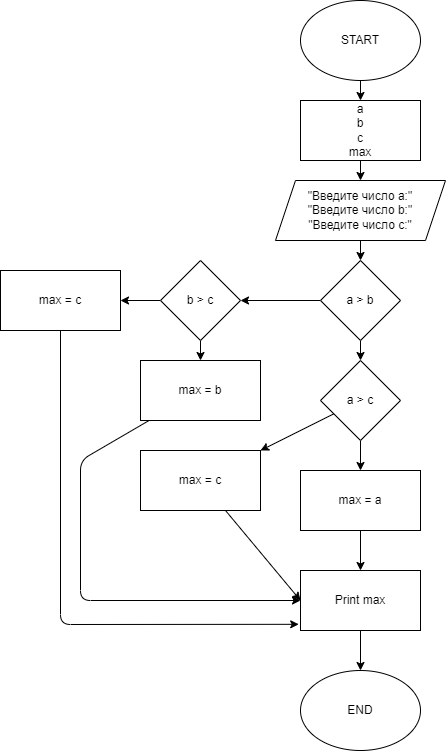 START
a
b
c
max
"Введите число a:"
"Введите число b:"
"Введите число c:"
max = c
b > c
a > b
max = b
a > c
max = c
max = a
Print max
END